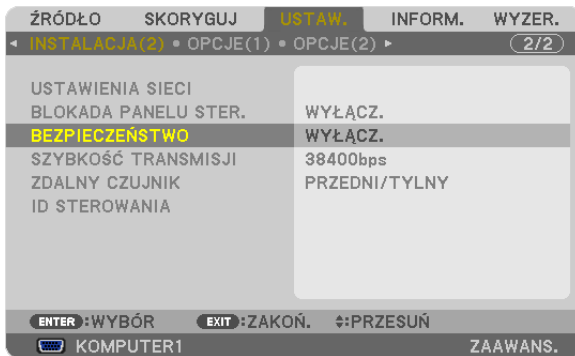 ŹRÓDŁO SKORYGUJ USTAW. INFORM. WYZER.
◂ INSTALACJA(2) • OPCJE(1) • OPCJE(2) ▸ 2/2
USTAWIENIA SIECI
BLOKADA PANELU STER. WYŁĄCZ.
BEZPIECZEŃSTWO WYŁĄCZ.
SZYBKOŚĆ TRANSMISJI 38400bps
ZDALNY CZUJNIK PRZEDNI/TYLNY
ID STEROWANIA
ENTER :WYBÓR EXIT :ZAKOŃ. :PRZESUŃ
KOMPUTER1 ZAAWANS.